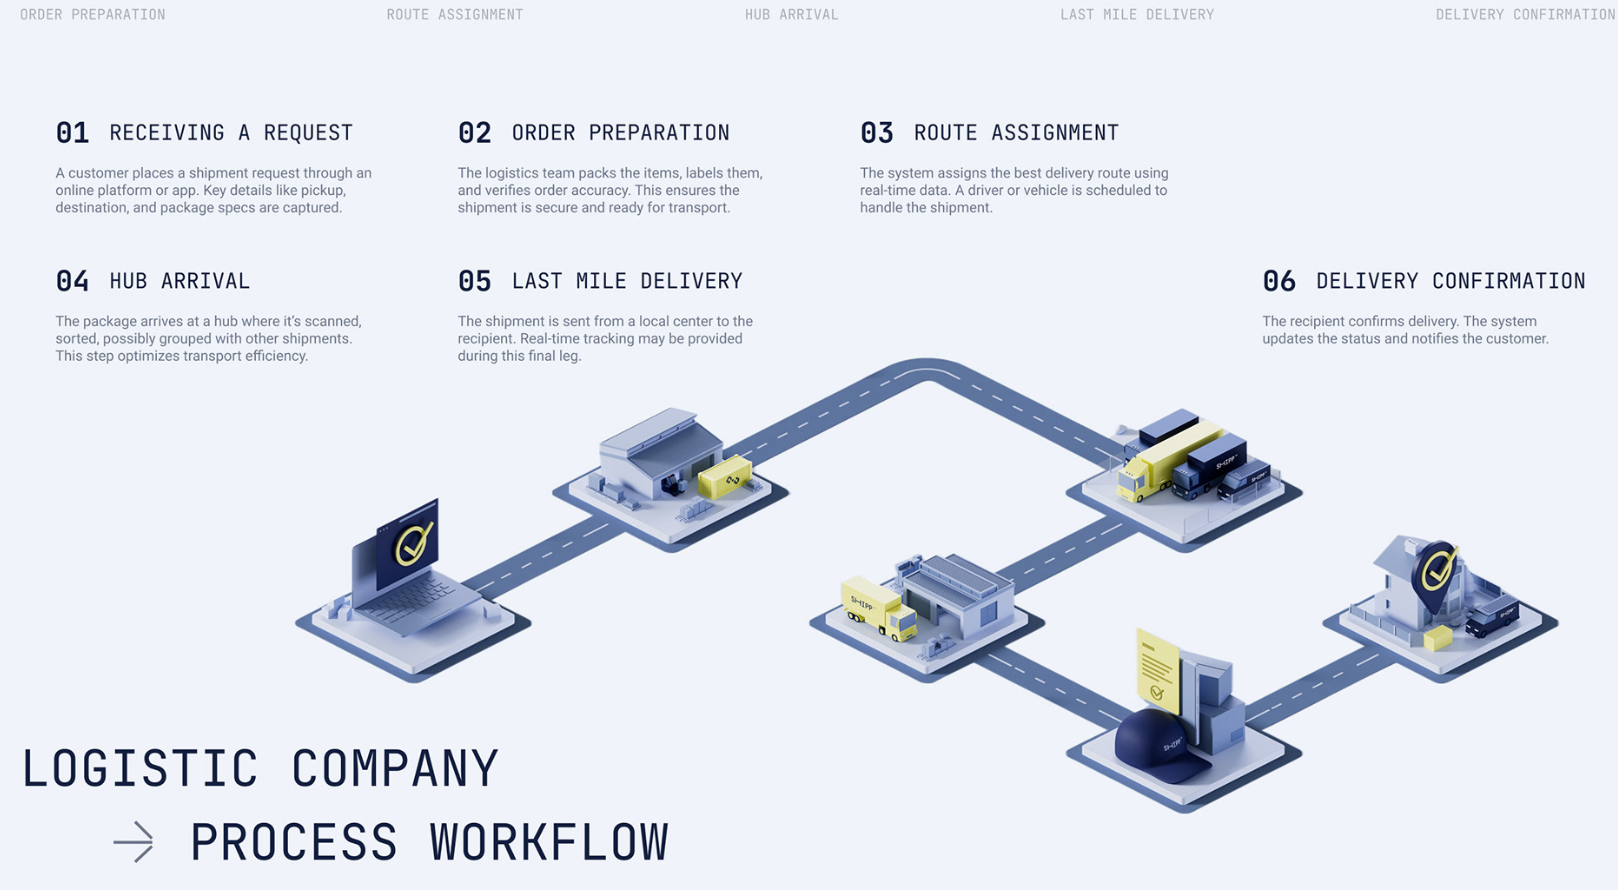 ORDER PREPARATION
ROUTE ASSIGNMENT
HUB ARRIVAL
LAST MILE DELIVERY
DELIVERY CONFIRMATION
01 RECEIVING A REQUEST
A customer places a shipment request through an
online platform or app. Key details like pickup,
destination, and package specs are captured.
02 ORDER PREPARATION
The logistics team packs the items, labels them,
and verifies order accuracy. This ensures the
shipment is secure and ready for transport.
03 ROUTE ASSIGNMENT
The system assigns the best delivery route using
real-time data. A driver or vehicle is scheduled to
handle the shipment.
04 HUB ARRIVAL
The package arrives at a hub where it’s scanned,
sorted, possibly grouped with other shipments.
This step optimizes transport efficiency.
05 LAST MILE DELIVERY
The shipment is sent from a local center to the
recipient. Real-time tracking may be provided
during this final leg.
06 DELIVERY CONFIRMATION
The recipient confirms delivery. The system
updates the status and notifies the customer.
SHIPP
SHIPP
SHIPP
SHIPP
SHIPP
LOGISTIC COMPANY
→ PROCESS WORKFLOW